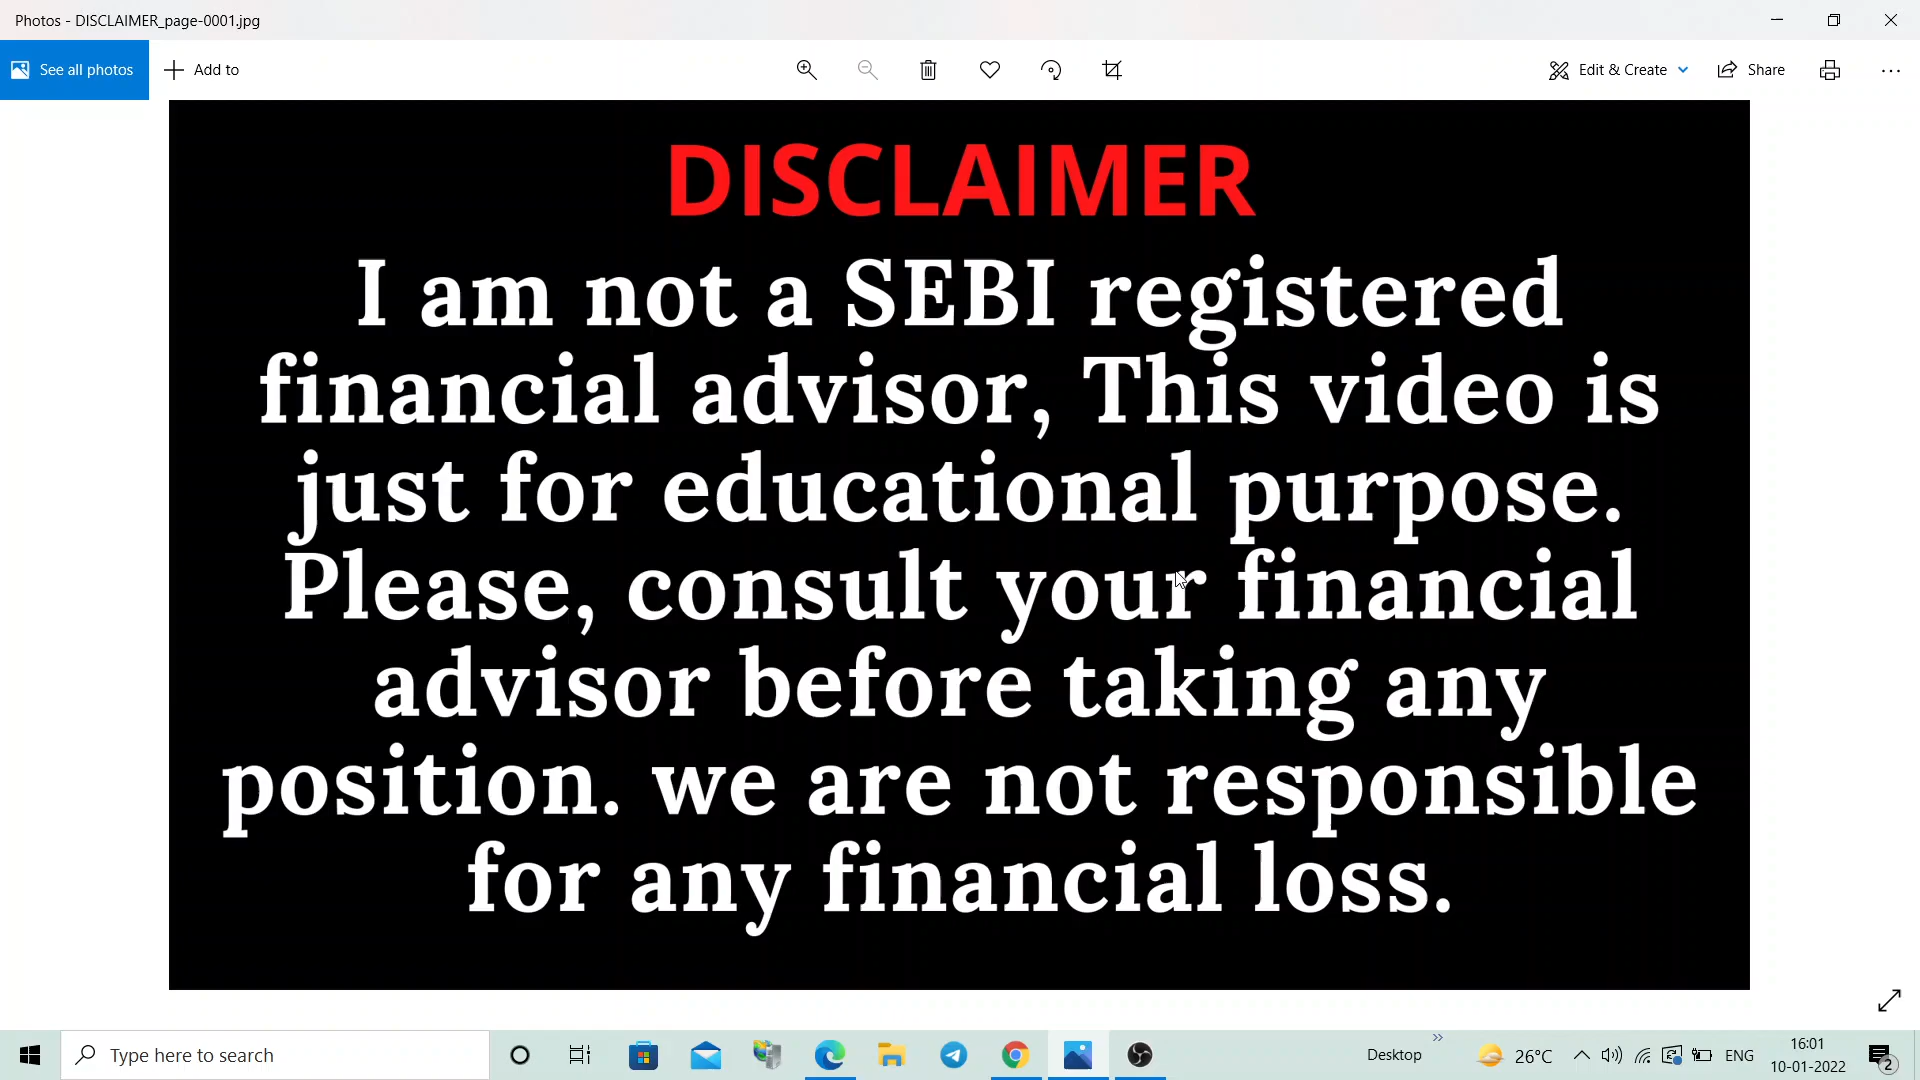 Photos - DISCLAIMER_page-0001.jpg
See all photos
Add to
Edit & Create
Share
DISCLAIMER
I am not a SEBI registered
financial advisor, This video is
just for educational purpose.
Please, consult your financial
advisor before taking any
position. we are not responsible
for any financial loss.
Type here to search
Desktop
26°C
ENG
16:01
10-01-2022
2